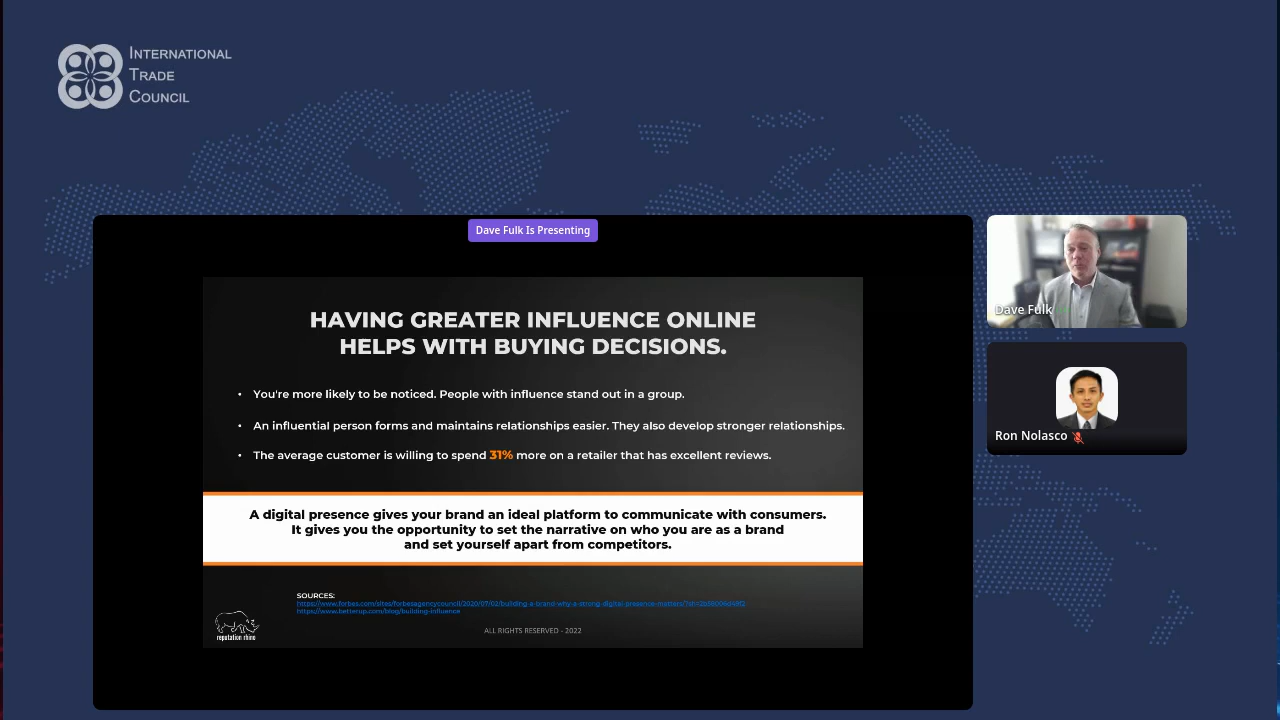 INTERNATIONAL
TRADE
COUNCIL
Dave Fulk Is Presenting
HAVING GREATER INFLUENCE ONLINE
HELPS WITH BUYING DECISIONS.
• You're more likely to be noticed. People with influence stand out in a group.
• An influential person forms and maintains relationships easier. They also develop stronger relationships.
• The average customer is willing to spend 31% more on a retailer that has excellent reviews.
A digital presence gives your brand an ideal platform to communicate with consumers.
It gives you the opportunity to set the narrative on who you are as a brand
and set yourself apart from competitors.
SOURCES:
https://www.betterup.com/blog/building-influence
reputation rhino
ALL RIGHTS RESERVED - 2022
Dave Fulk
Ron Nolasco